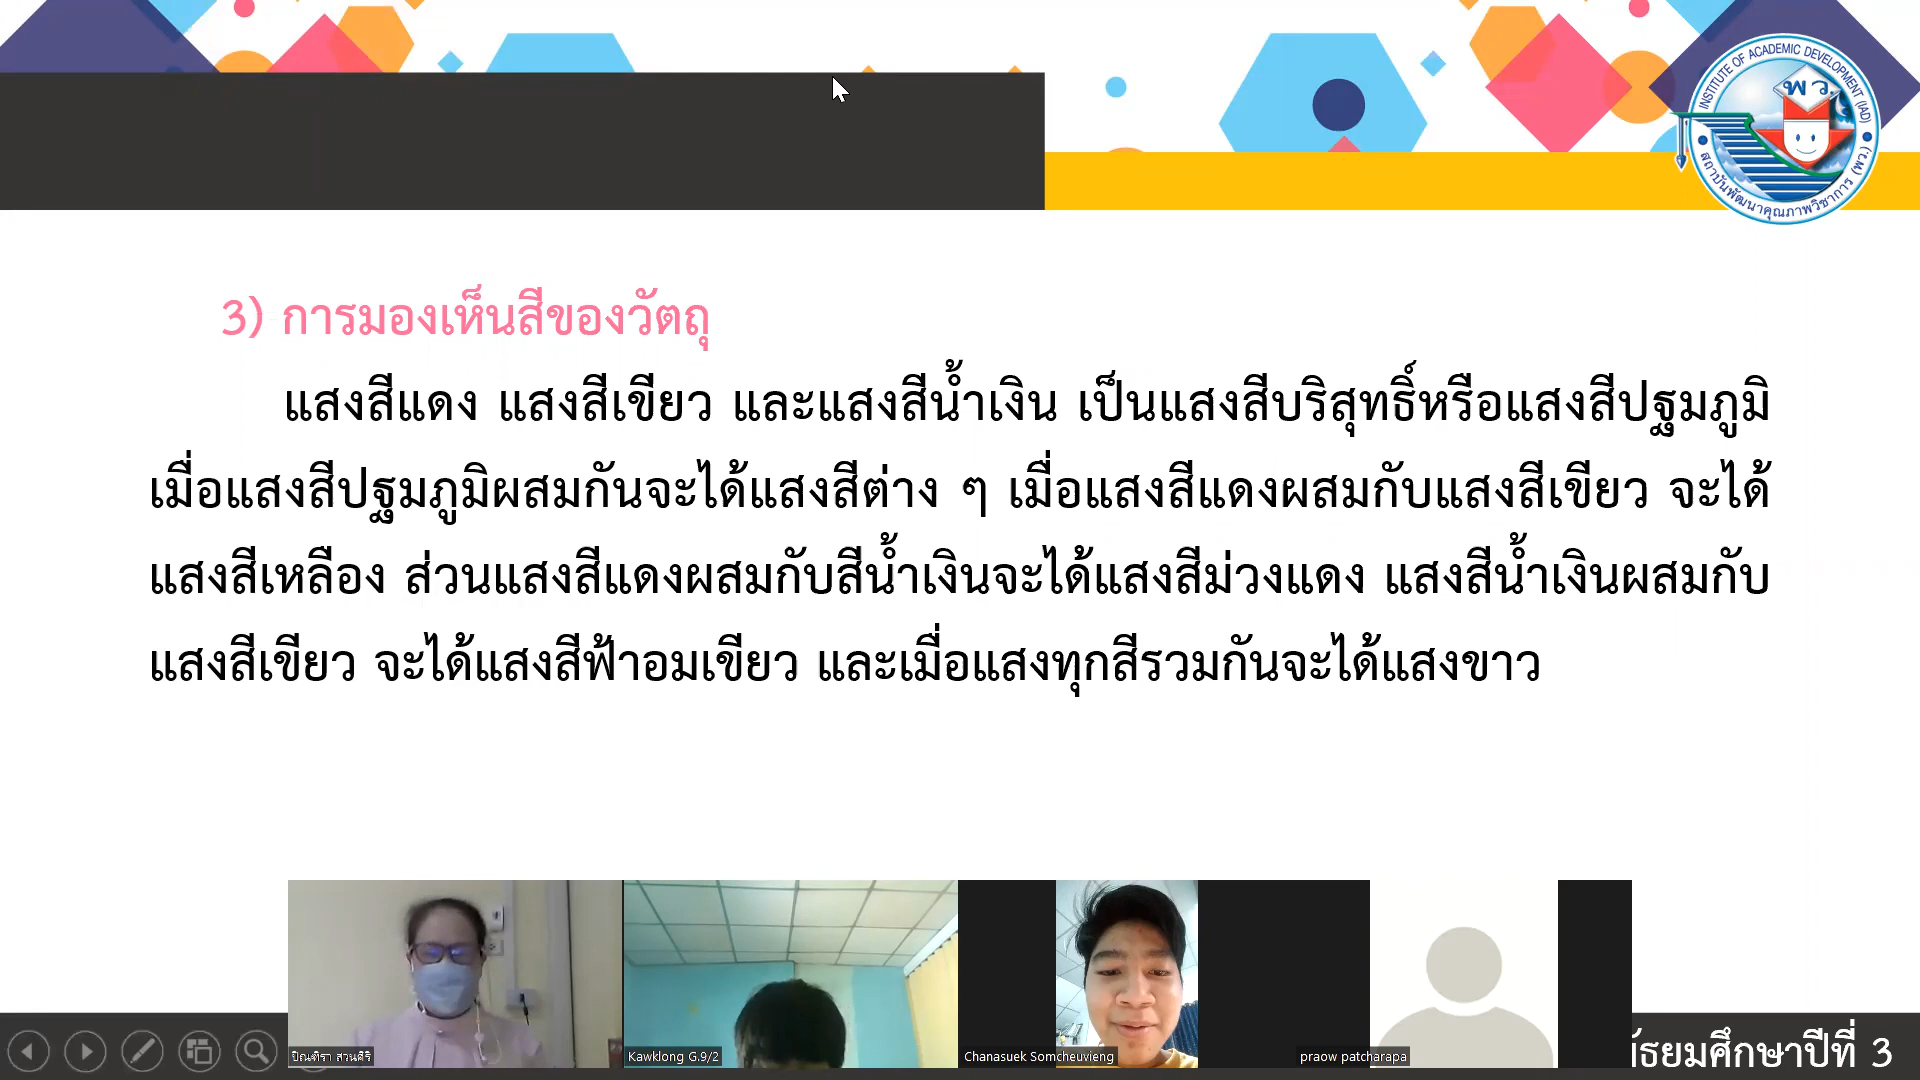 INSTITUTE OF ACADEMIC DEVELOPMENT (IAD)
พว.
สถาบันพัฒนาคุณภาพวิชาการ (พว.)
3) การมองเห็นสีของวัตถุ
แสงสีแดง แสงสีเขียว และแสงสีน้ำเงิน เป็นแสงสีบริสุทธิ์หรือแสงสีปฐมภูมิ
เมื่อแสงสีปฐมภูมิผสมกันจะได้แสงสีต่าง ๆ เมื่อแสงสีแดงผสมกับแสงสีเขียว จะได้
แสงสีเหลือง ส่วนแสงสีแดงผสมกับสีน้ำเงินจะได้แสงสีม่วงแดง แสงสีน้ำเงินผสมกับ
แสงสีเขียว จะได้แสงสีฟ้าอมเขียว และเมื่อแสงทุกสีรวมกันจะได้แสงขาว
ปิณฑิรา สวนศิริ
Kawklong G.9/2
Chanasuek Somcheuvieng
praow patcharapa
ัธยมศึกษาปีที่ 3